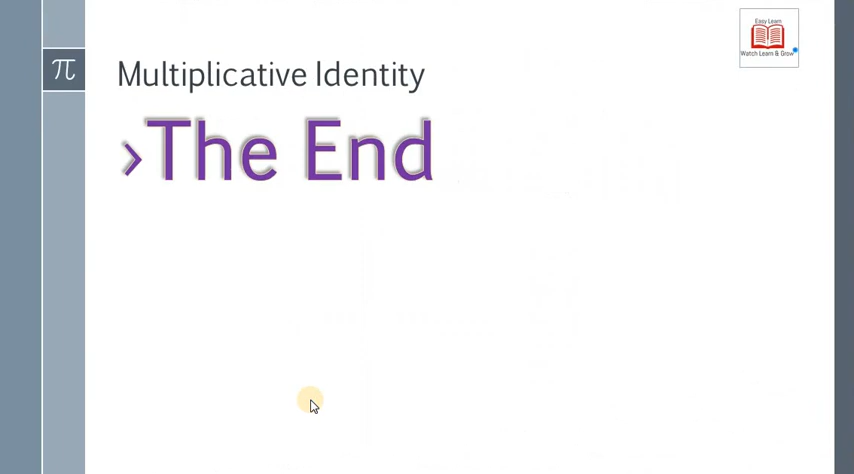 Easy Learn
Watch Learn & Grow
π
Multiplicative Identity
›The End